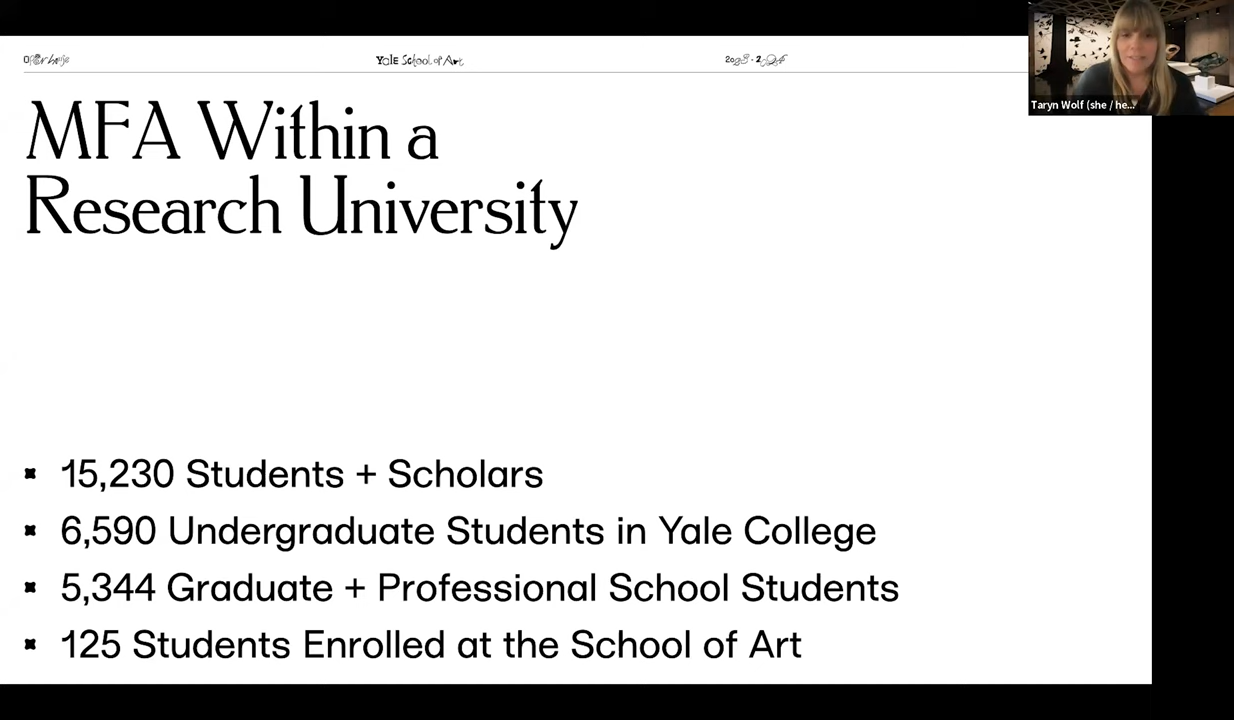 Open house
Yale School of Art
2023 - 2024
Taryn Wolf (she / he...
MFA Within a
Research University
15,230 Students + Scholars
6,590 Undergraduate Students in Yale College
5,344 Graduate + Professional School Students
125 Students Enrolled at the School of Art